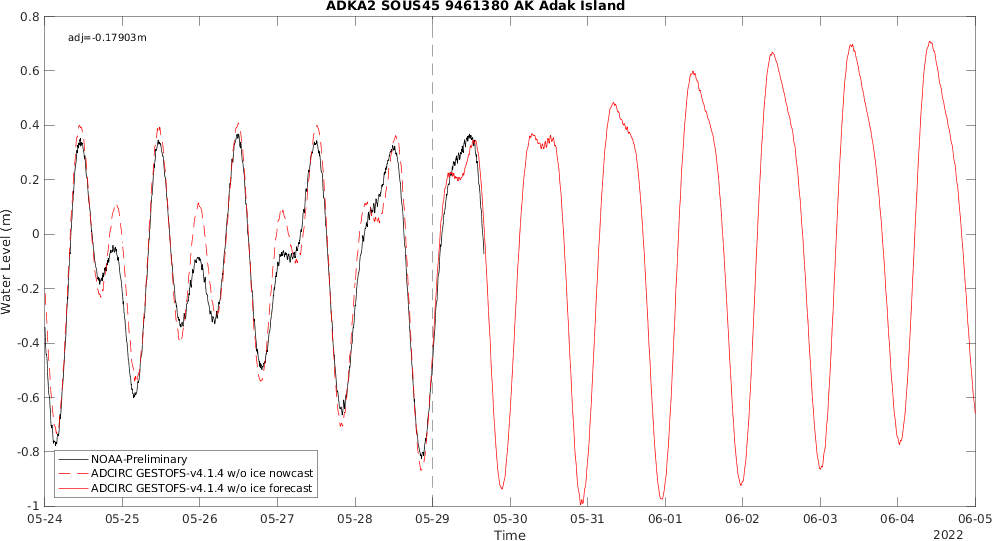 ADKA2 SOUS45 9461380 AK Adak Island
adj=-0.17903m
0.8
0.6
0.4
0.2
0
-0.2
-0.4
-0.6
-0.8
-1
Water Level (m)
NOAA-Preliminary
ADCIRC GESTOFS-v4.1.4 w/o ice nowcast
ADCIRC GESTOFS-v4.1.4 w/o ice forecast
05-24 05-25 05-26 05-27 05-28 05-29 05-30 05-31 06-01 06-02 06-03 06-04 06-05
Time
2022